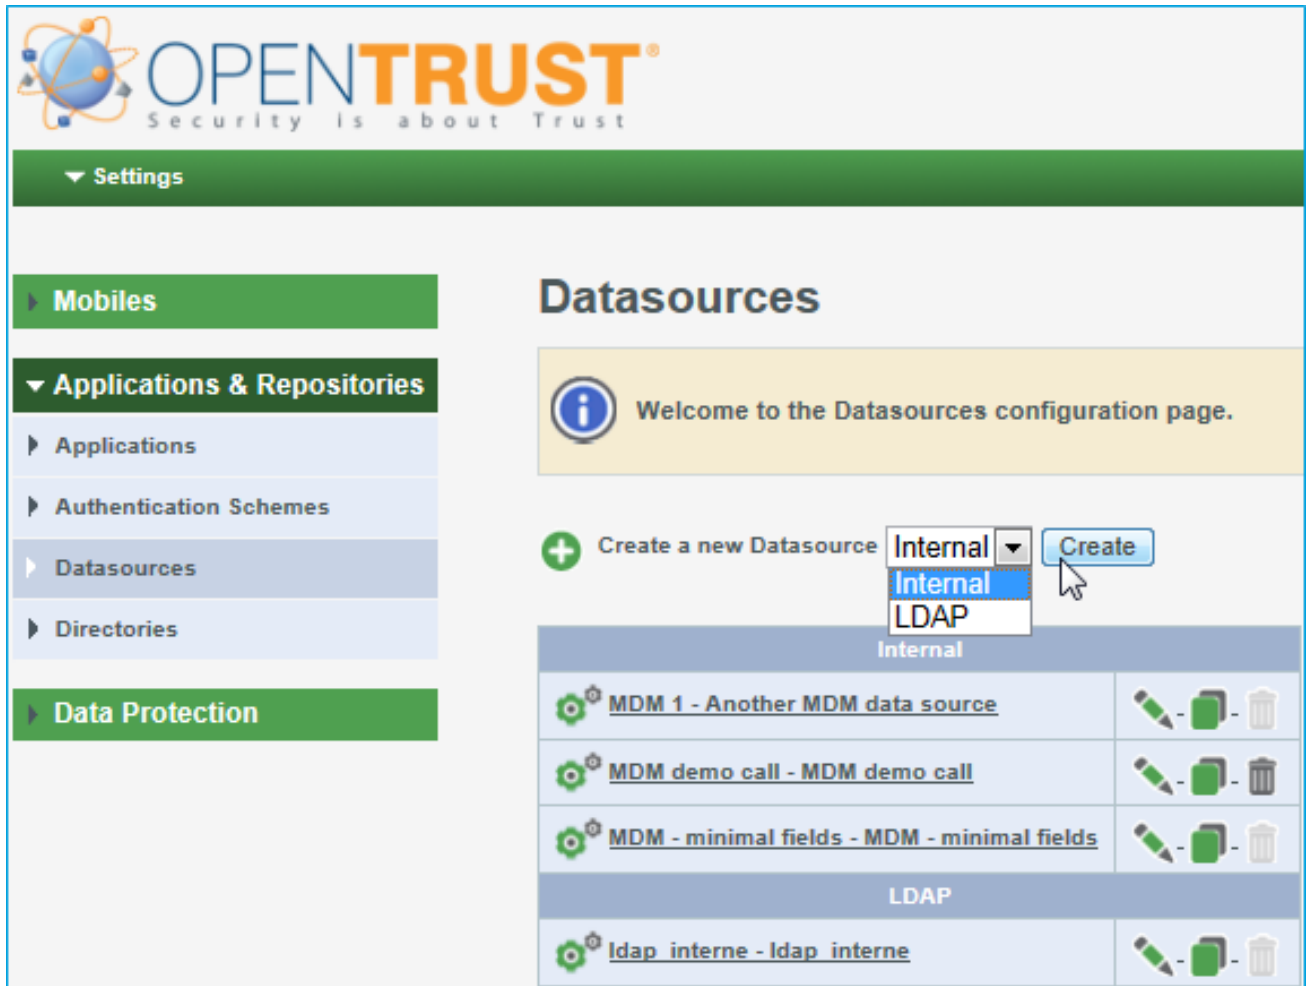 OPENTRUST®
Security is about Trust
Settings
Mobiles
Applications & Repositories
Applications
Authentication Schemes
Datasources
Directories
Data Protection
Datasources
Welcome to the Datasources configuration page.
Create a new Datasource Internal Create
Internal
LDAP
Internal
MDM 1 - Another MDM data source
MDM demo call - MDM demo call
MDM - minimal fields - MDM - minimal fields
LDAP
ldap_interne - ldap_interne